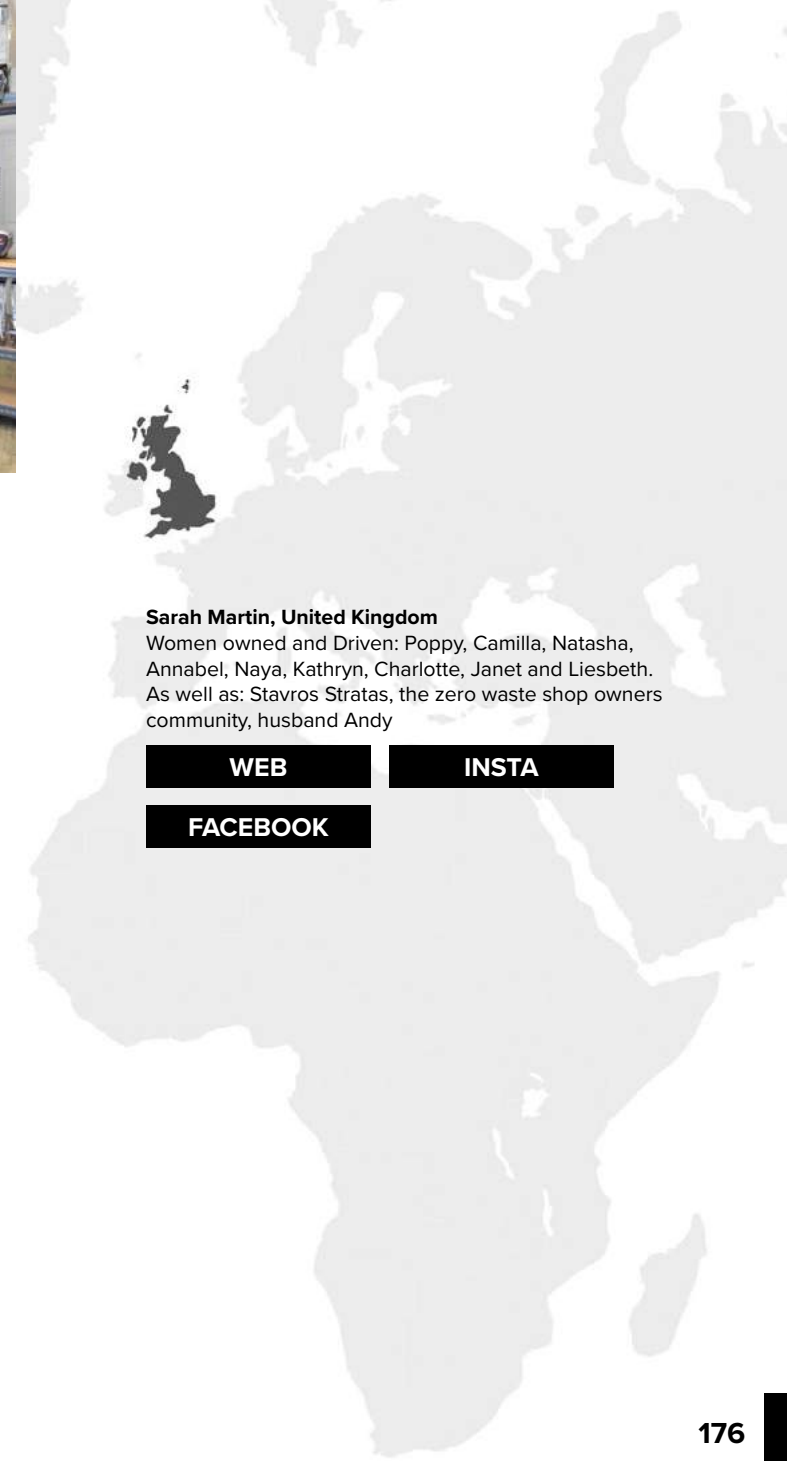 Sarah Martin, United Kingdom
Women owned and Driven: Poppy, Camilla, Natasha,
Annabel, Naya, Kathryn, Charlotte, Janet and Liesbeth.
As well as: Stavros Stratas, the zero waste shop owners
community, husband Andy
WEB
INSTA
FACEBOOK
176